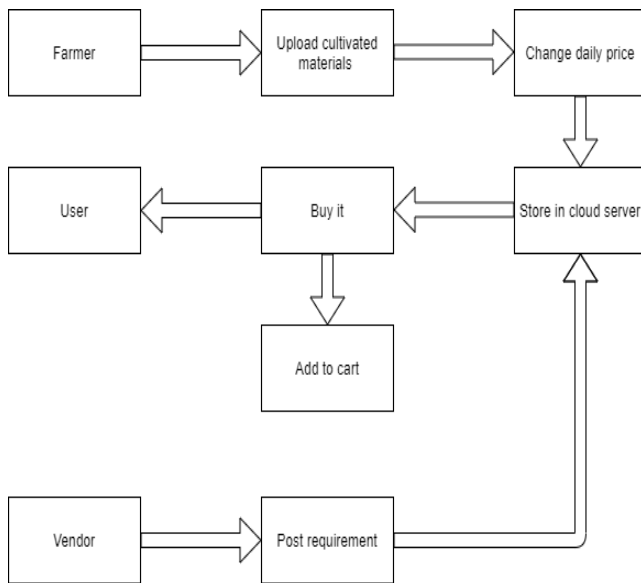 Farmer
Upload cultivated
materials
Change daily price
User
Buy it
Store in cloud server
Add to cart
Vendor
Post requirement